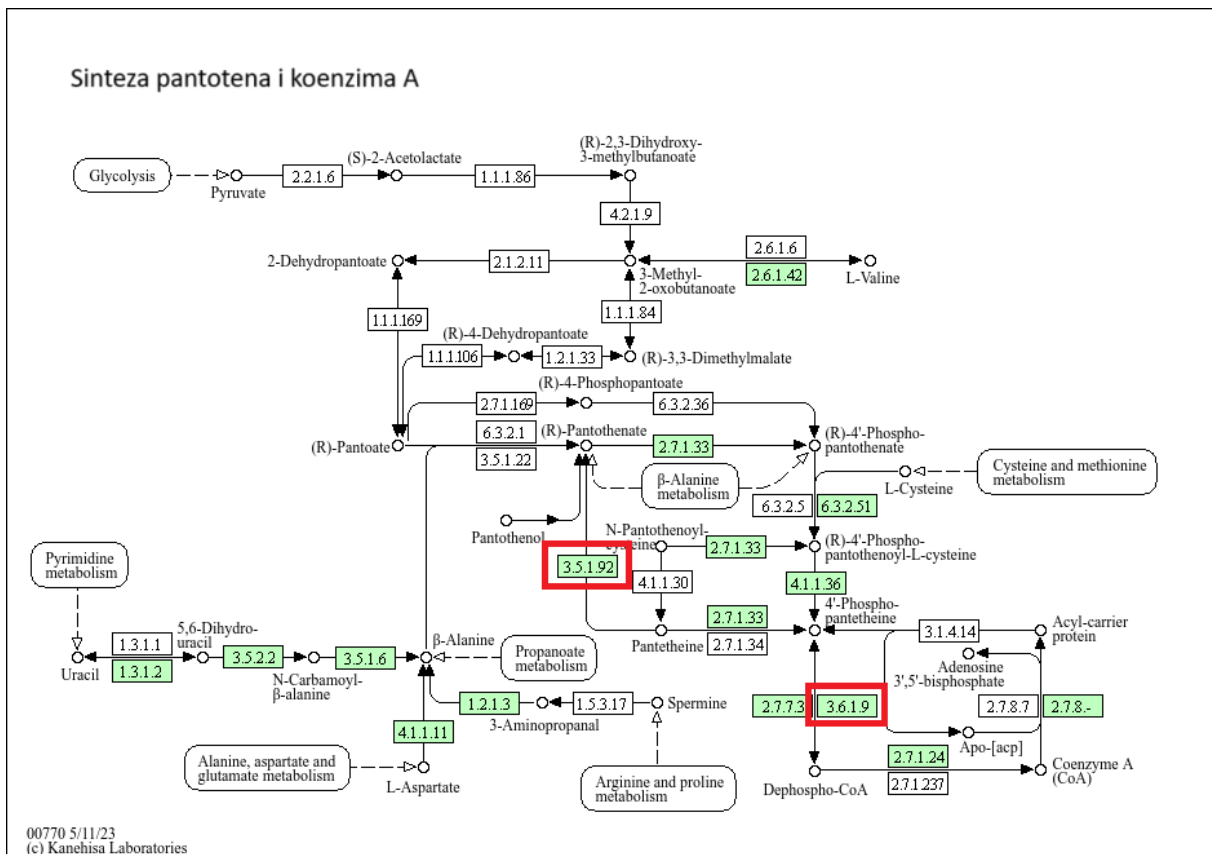 Sinteza pantotena i koenzima A
(R)-2,3-Dihydroxy-
3-methylbutanoate
(S)-2-Acetolactate
Glycolysis
Pyruvate
2.2.1.6
1.1.1.86
4.2.1.9
2-Dehydropantoate
2.1.2.11
3-Methyl-
2-oxobutanoate
2.6.1.6
2.6.1.42
L-Valine
1.1.1.169
1.1.1.84
(R)-4-Dehydropantoate
1.1.1.106
1.2.1.33
(R)-3,3-Dimethylmalate
(R)-4-Phosphopantoate
2.7.1.169
6.3.2.36
(R)-Pantoate
6.3.2.1
3.5.1.22
(R)-Pantothenate
2.7.1.33
(R)-4'-Phospho-
pantothenate
β-Alanine
metabolism
L-Cysteine
Cysteine and methionine
metabolism
6.3.2.5
6.3.2.51
Pantothenol
N-Pantothenoyl-
cysteine
2.7.1.33
(R)-4'-Phospho-
pantothenoyl-L-cysteine
3.5.1.92
4.1.1.30
4.1.1.36
Pyrimidine
metabolism
4'-Phospho-
pantetheine
2.7.1.33
2.7.1.34
Pantetheine
3.1.4.14
Acyl-carrier
protein
Adenosine
3',5'-bisphosphate
1.3.1.1
1.3.1.2
Uracil
5,6-Dihydro-
uracil
3.5.2.2
N-Carbamoyl-
β-alanine
3.5.1.6
β-Alanine
Propanoate
metabolism
1.2.1.3
3-Aminopropanal
1.5.3.17
Spermine
2.7.7.3
3.6.1.9
2.7.8.7
2.7.8.-
Apo-[acp]
4.1.1.11
Alanine, aspartate and
glutamate metabolism
L-Aspartate
Arginine and proline
metabolism
2.7.1.24
2.7.1.237
Dephospho-CoA
Coenzyme A
(CoA)
00770 5/11/23
(c) Kanehisa Laboratories